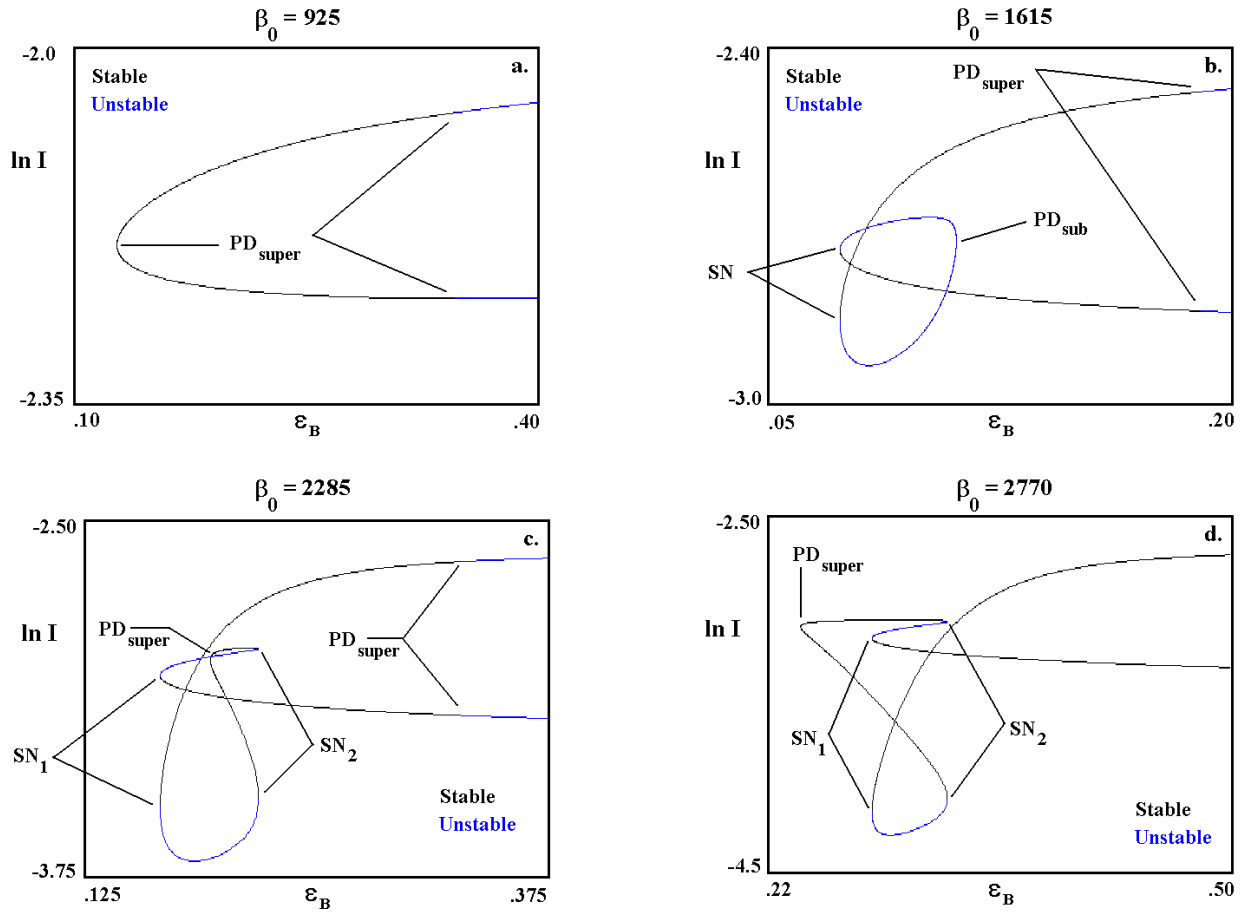 β0 = 925
-2.0
Stable
Unstable
a.
ln I
PDsuper
-2.35
.10
εB
.40
β0 = 1615
-2.40
Stable
Unstable
b.
PDsuper
ln I
PDsub
SN
-3.0
.05
εB
.20
β0 = 2285
-2.50
c.
ln I
PDsuper
PDsuper
SN1
SN2
Stable
Unstable
-3.75
.125
εB
.375
β0 = 2770
-2.50
d.
PDsuper
ln I
SN1
SN2
Stable
Unstable
-4.5
.22
εB
.50